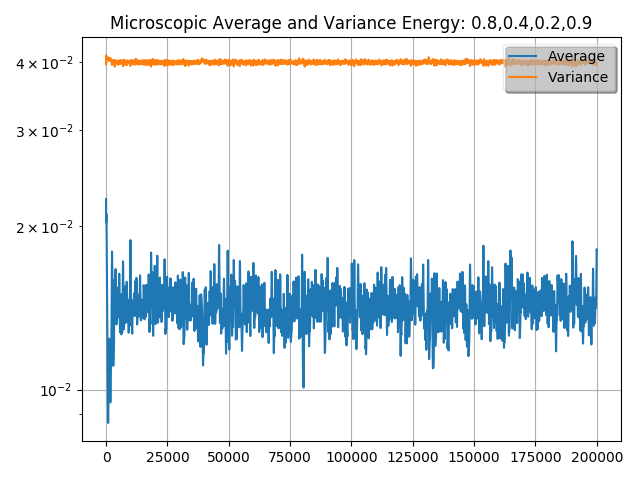 Microscopic Average and Variance Energy: 0.8,0.4,0.2,0.9
Average
Variance
4 × 10⁻²
3 × 10⁻²
2 × 10⁻²
10⁻²
0 25000 50000 75000 100000 125000 150000 175000 200000